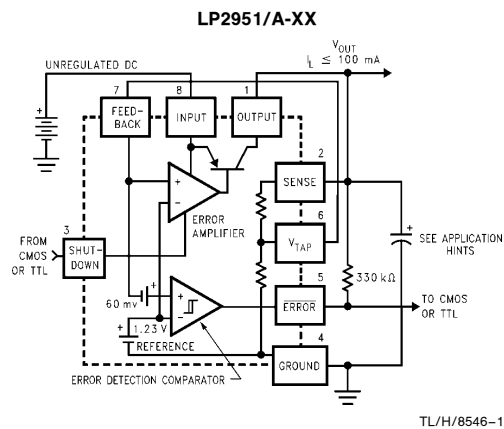 LP2951/A-XX
V_OUT
I_L ≤ 100 mA
UNREGULATED DC
7
8
1
FEED-
BACK
INPUT
OUTPUT
2
SENSE
ERROR
AMPLIFIER
6
V_TAP
3
FROM
CMOS
OR TTL
SHUT-
DOWN
SEE APPLICATION
HINTS
330 kΩ
60 mv
5
ERROR
TO CMOS
OR TTL
1.23 V
REFERENCE
4
GROUND
ERROR DETECTION COMPARATOR
TL/H/8546–1